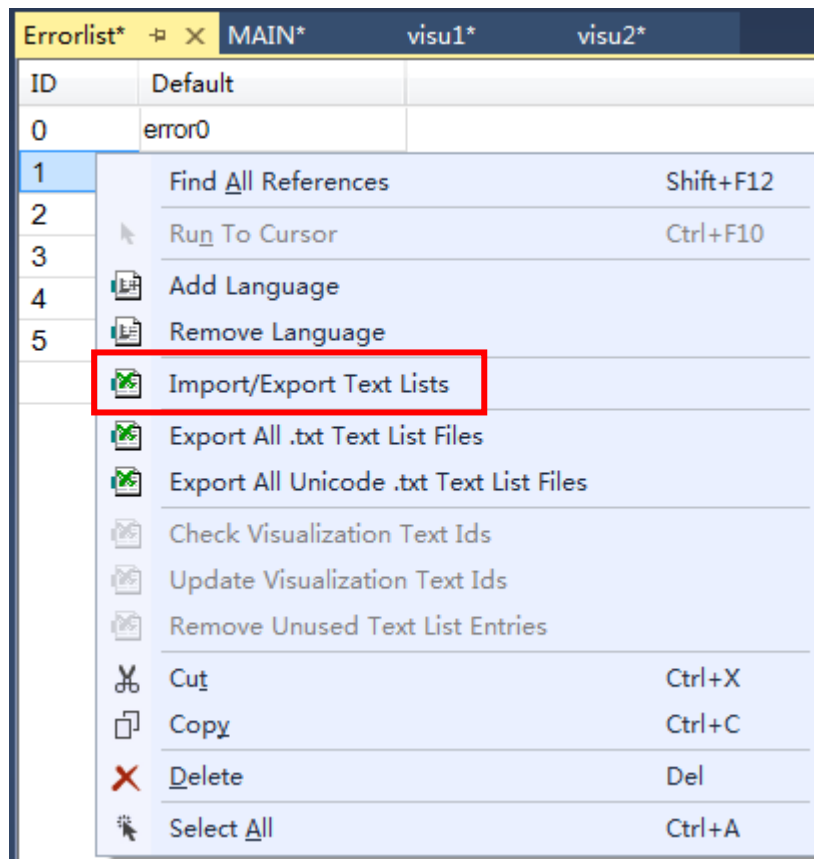 Errorlist* MAIN* visu1* visu2*
ID Default
0 error0
1
2
3
4
5
Find All References Shift+F12
Run To Cursor Ctrl+F10
Add Language
Remove Language
Import/Export Text Lists
Export All .txt Text List Files
Export All Unicode .txt Text List Files
Check Visualization Text Ids
Update Visualization Text Ids
Remove Unused Text List Entries
Cut Ctrl+X
Copy Ctrl+C
Delete Del
Select All Ctrl+A